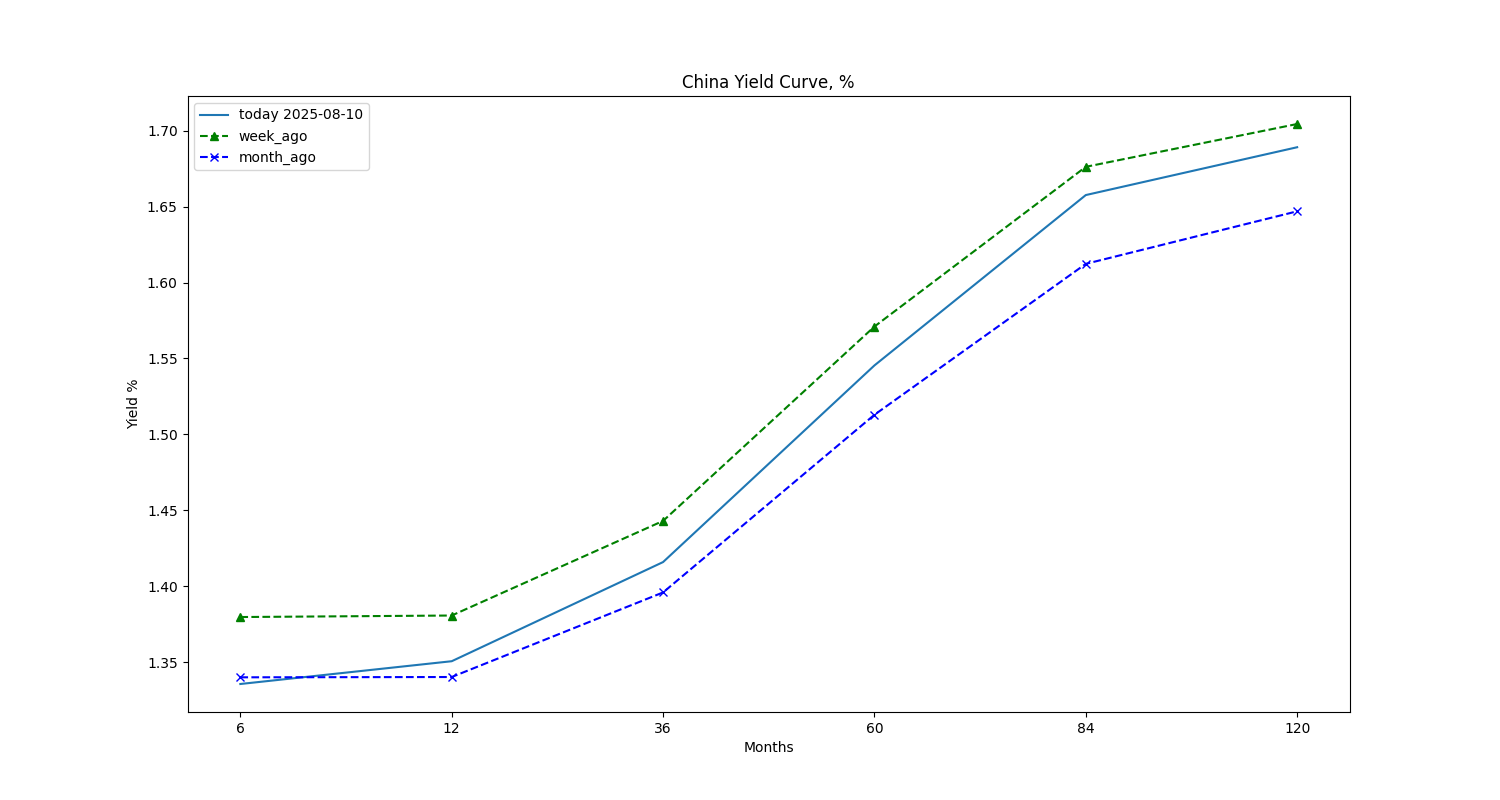 China Yield Curve, %
today 2025-08-10
week_ago
month_ago
Yield %
1.70
1.65
1.60
1.55
1.50
1.45
1.40
1.35
6 12 36 60 84 120
Months